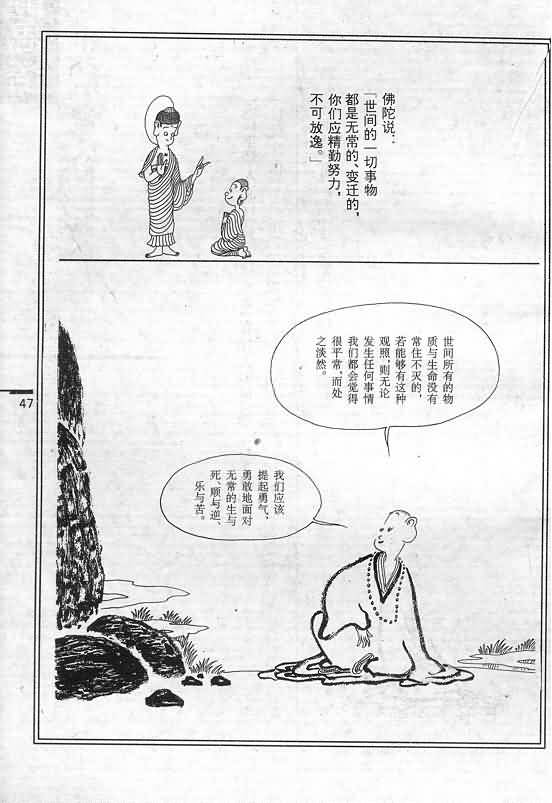 佛陀说：
「世间的一切事物
都是无常的、变迁的，
你们应精勤努力，
不可放逸。」
世间所有的物
质与生命没有
常住不灭的，
若能够有这种
观照，则无论
发生任何事情
我们都会觉得
很平常，而处
之淡然。
我们应该
提起勇气，
勇敢地面对
无常的生与
死、顺与逆、
乐与苦。
47